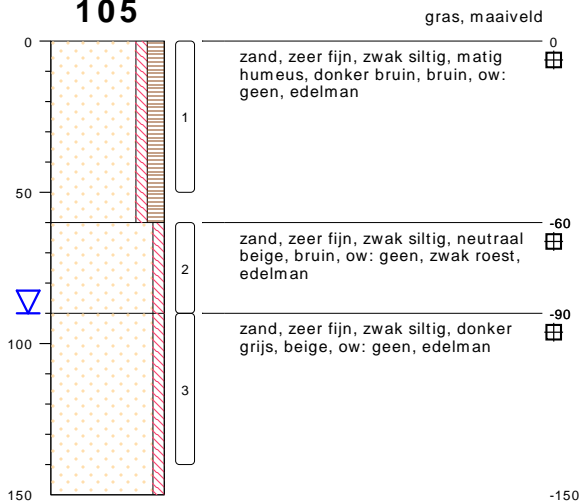 105
gras, maaiveld
0
0
zand, zeer fijn, zwak siltig, matig
humeus, donker bruin, bruin, ow:
geen, edelman
1
50
-60
zand, zeer fijn, zwak siltig, neutraal
beige, bruin, ow: geen, zwak roest,
edelman
2
-90
zand, zeer fijn, zwak siltig, donker
grijs, beige, ow: geen, edelman
100
3
150
-150